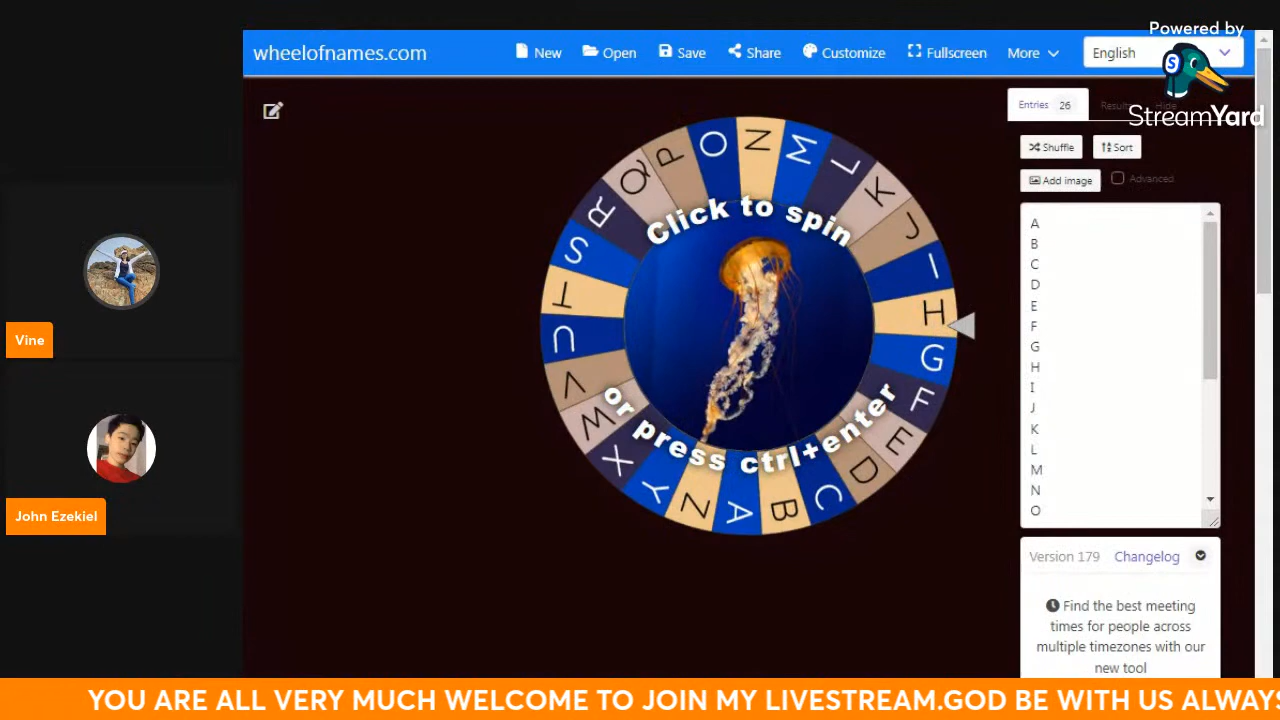 Powered by
StreamYard
wheelofnames.com
New
Open
Save
Share
Customize
Fullscreen
More
English
Entries 26
Results
Hide
Shuffle
Sort
Add image
Advanced
A
B
C
D
E
F
G
H
I
J
K
L
M
N
O
Click to spin
or press ctrl+enter
A
B
C
D
E
F
G
H
I
J
K
L
M
N
O
P
Q
R
S
T
U
V
W
X
Y
Z
Vine
John Ezekiel
Version 179 Changelog
Find the best meeting
times for people across
multiple timezones with our
new tool
YOU ARE ALL VERY MUCH WELCOME TO JOIN MY LIVESTREAM.GOD BE WITH US ALWAYS